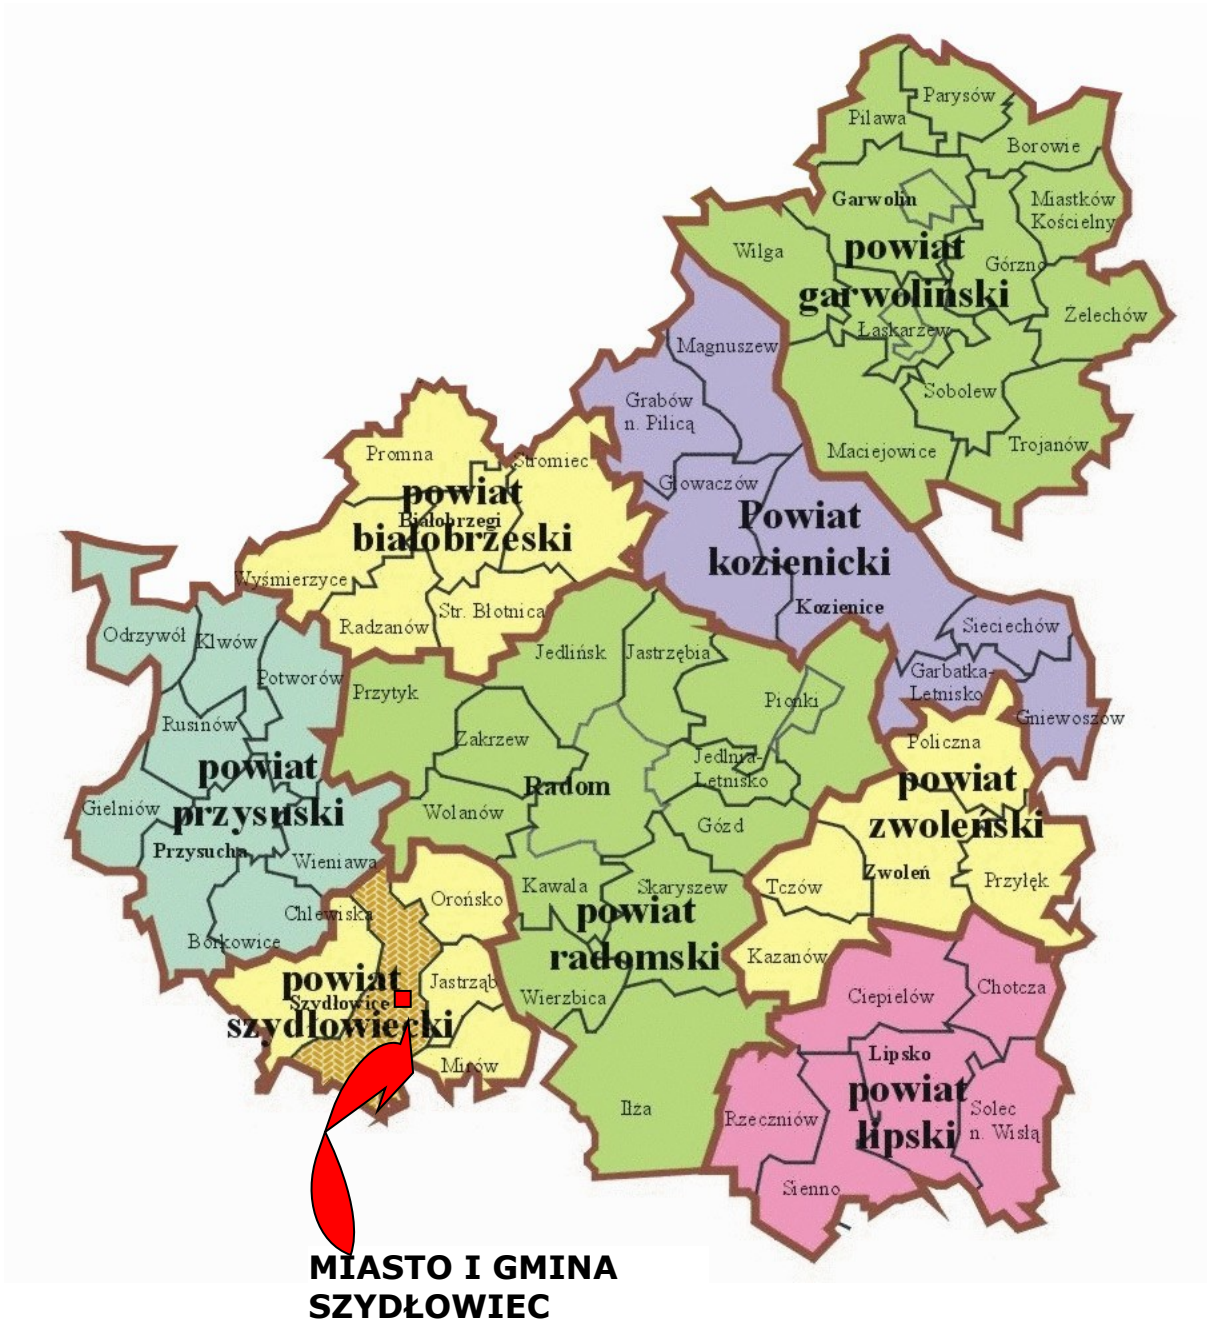 Parysów
Pilawa
Borowie
Garwolin
Miastków
Kościelny
Wilga
powiat
garwoliński
Górzno
Żelechów
Łaskarzew
Sobolew
Trojanów
Maciejowice
Magnuszew
Grabów
n. Pilicą
Głowaczów
Powiat
kozienicki
Kozienice
Sieciechów
Garbatka-
Letnisko
Gniewoszów
Promna
Stromiec
powiat
Białobrzegi
białobrzeski
Wyśmierzyce
Radzanów
Str. Błotnica
Odrzywół
Klwów
Potworów
Rusinów
powiat
przysuski
Gielniów
Przysucha
Wieniawa
Borkowice
Przytyk
Jedlińsk
Jastrzębia
Pionki
Zakrzew
Jedlnia-
Letnisko
Radom
Wolanów
Gózd
Kawala
Skaryszew
powiat
radomski
Wierzbica
Iłża
Policzna
powiat
zwoleński
Zwoleń
Tczów
Przyłęk
Kazanów
Chlewiska
Orońsko
powiat
Szydłowice
szydłowiecki
Jastrząb
Mirów
Ciepielów
Chotcza
Lipsko
powiat
lipski
Rzeczniów
Solec
n. Wisłą
Sienno
MIASTO I GMINA
SZYDŁOWIEC